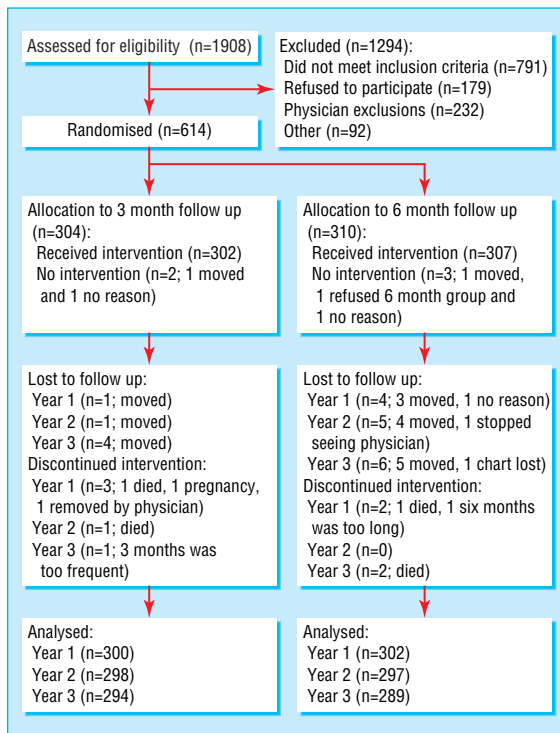 Assessed for eligibility (n=1908)
Excluded (n=1294):
Did not meet inclusion criteria (n=791)
Refused to participate (n=179)
Physician exclusions (n=232)
Other (n=92)
Randomised (n=614)
Allocation to 3 month follow up
(n=304):
Received intervention (n=302)
No intervention (n=2; 1 moved
and 1 no reason)
Allocation to 6 month follow up
(n=310):
Received intervention (n=307)
No intervention (n=3; 1 moved,
1 refused 6 month group and
1 no reason)
Lost to follow up:
Year 1 (n=1; moved)
Year 2 (n=1; moved)
Year 3 (n=4; moved)
Discontinued intervention:
Year 1 (n=3; 1 died, 1 pregnancy,
1 removed by physician)
Year 2 (n=1; died)
Year 3 (n=1; 3 months was
too frequent)
Lost to follow up:
Year 1 (n=4; 3 moved, 1 no reason)
Year 2 (n=5; 4 moved, 1 stopped
seeing physician)
Year 3 (n=6; 5 moved, 1 chart lost)
Discontinued intervention:
Year 1 (n=2; 1 died, 1 six months
was too long)
Year 2 (n=0)
Year 3 (n=2; died)
Analysed:
Year 1 (n=300)
Year 2 (n=298)
Year 3 (n=294)
Analysed:
Year 1 (n=302)
Year 2 (n=297)
Year 3 (n=289)